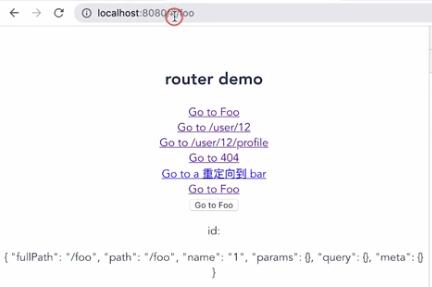 localhost:8080/#/foo
router demo
Go to Foo
Go to /user/12
Go to /user/12/profile
Go to 404
Go to a 重定向到 bar
Go to Foo
Go to Foo
id:
{ "fullPath": "/foo", "path": "/foo", "name": "1", "params": {}, "query": {}, "meta": {}
}